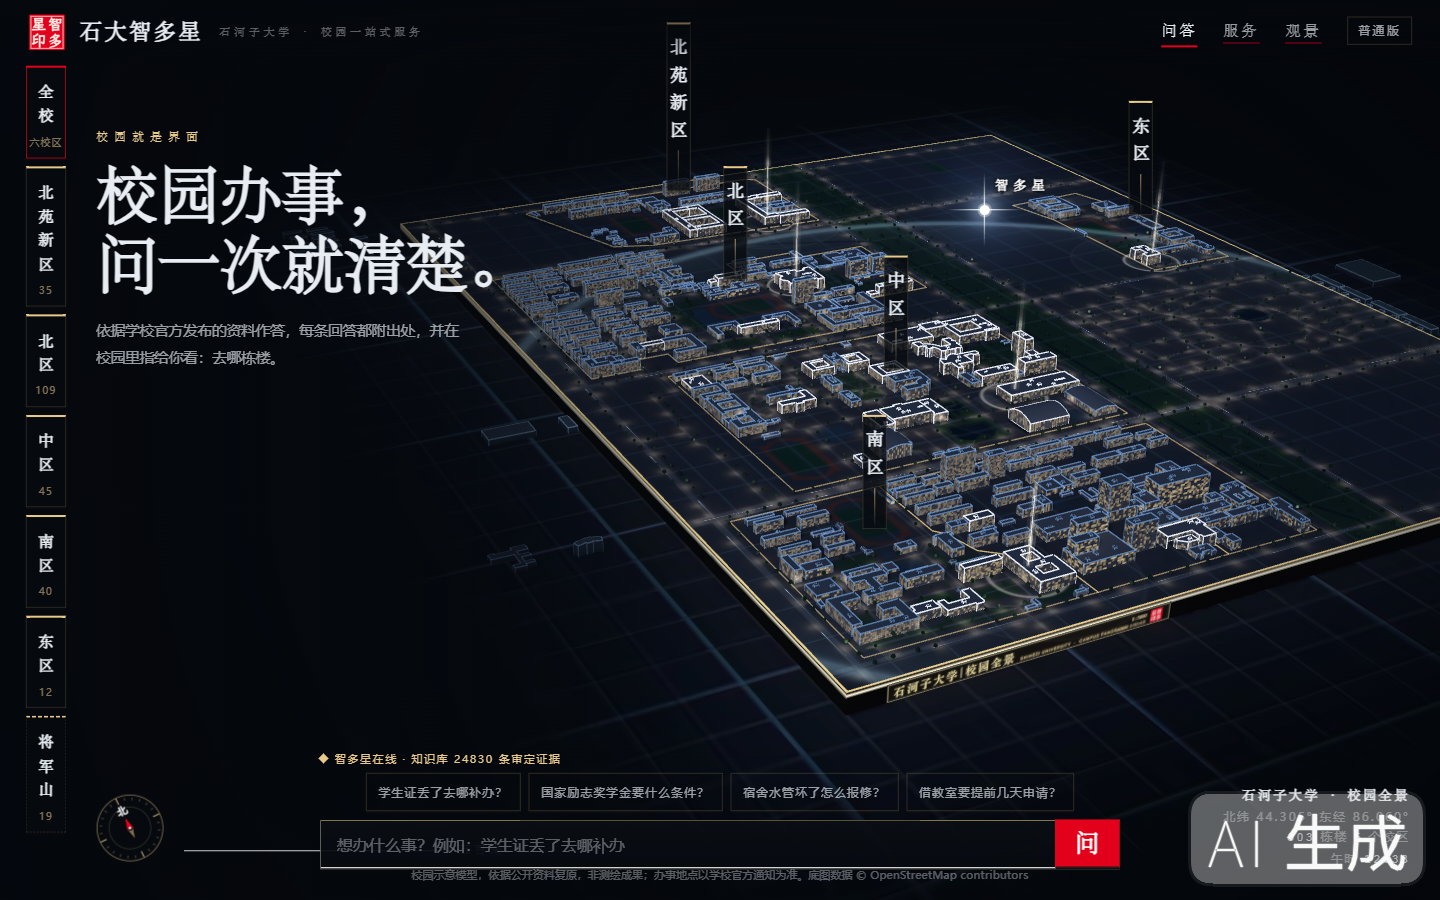 智多星印
石大智多星
石河子大学 · 校园一站式服务
问答
服务
观景
普通版
全校
六校区
北苑新区
35
北区
109
中区
45
南区
40
东区
12
将军山
19
校园就是界面
校园办事，
问一次就清楚。
依据学校官方发布的资料作答，每条回答都附出处，并在
校园里指给你看：去哪栋楼。
北苑新区
北区
东区
智多星
中区
南区
石河子大学 | 校园全景
北
◆ 智多星在线 · 知识库 24830 条审定证据
学生证丢了去哪补办？
国家励志奖学金要什么条件？
宿舍水管坏了怎么报修？
借教室要提前几天申请？
想办什么事？例如：学生证丢了去哪补办
问
校园示意模型，依据公开资料复原，非测绘成果；办事地点以学校官方通知为准。底图数据 © OpenStreetMap contributors
石河子大学 · 校园全景
AI 生成